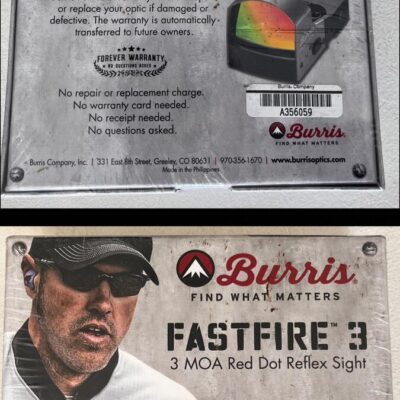 or replace your optic if damaged or
defective. The warranty is automatically
transferred to future owners.
FOREVER WARRANTY
NO QUESTIONS ASKED
No repair or replacement charge.
No warranty card needed.
No receipt needed.
No questions asked.
Burris, Company
A356059
Burris.
FIND WHAT MATTERS
Burris Company, Inc. | 331 East 8th Street, Greeley, CO 80631 | 970-356-1670 | www.burrisoptics.com
Made in the Philippines
Burris.
FIND WHAT MATTERS
FASTFIRE™ 3
3 MOA Red Dot Reflex Sight